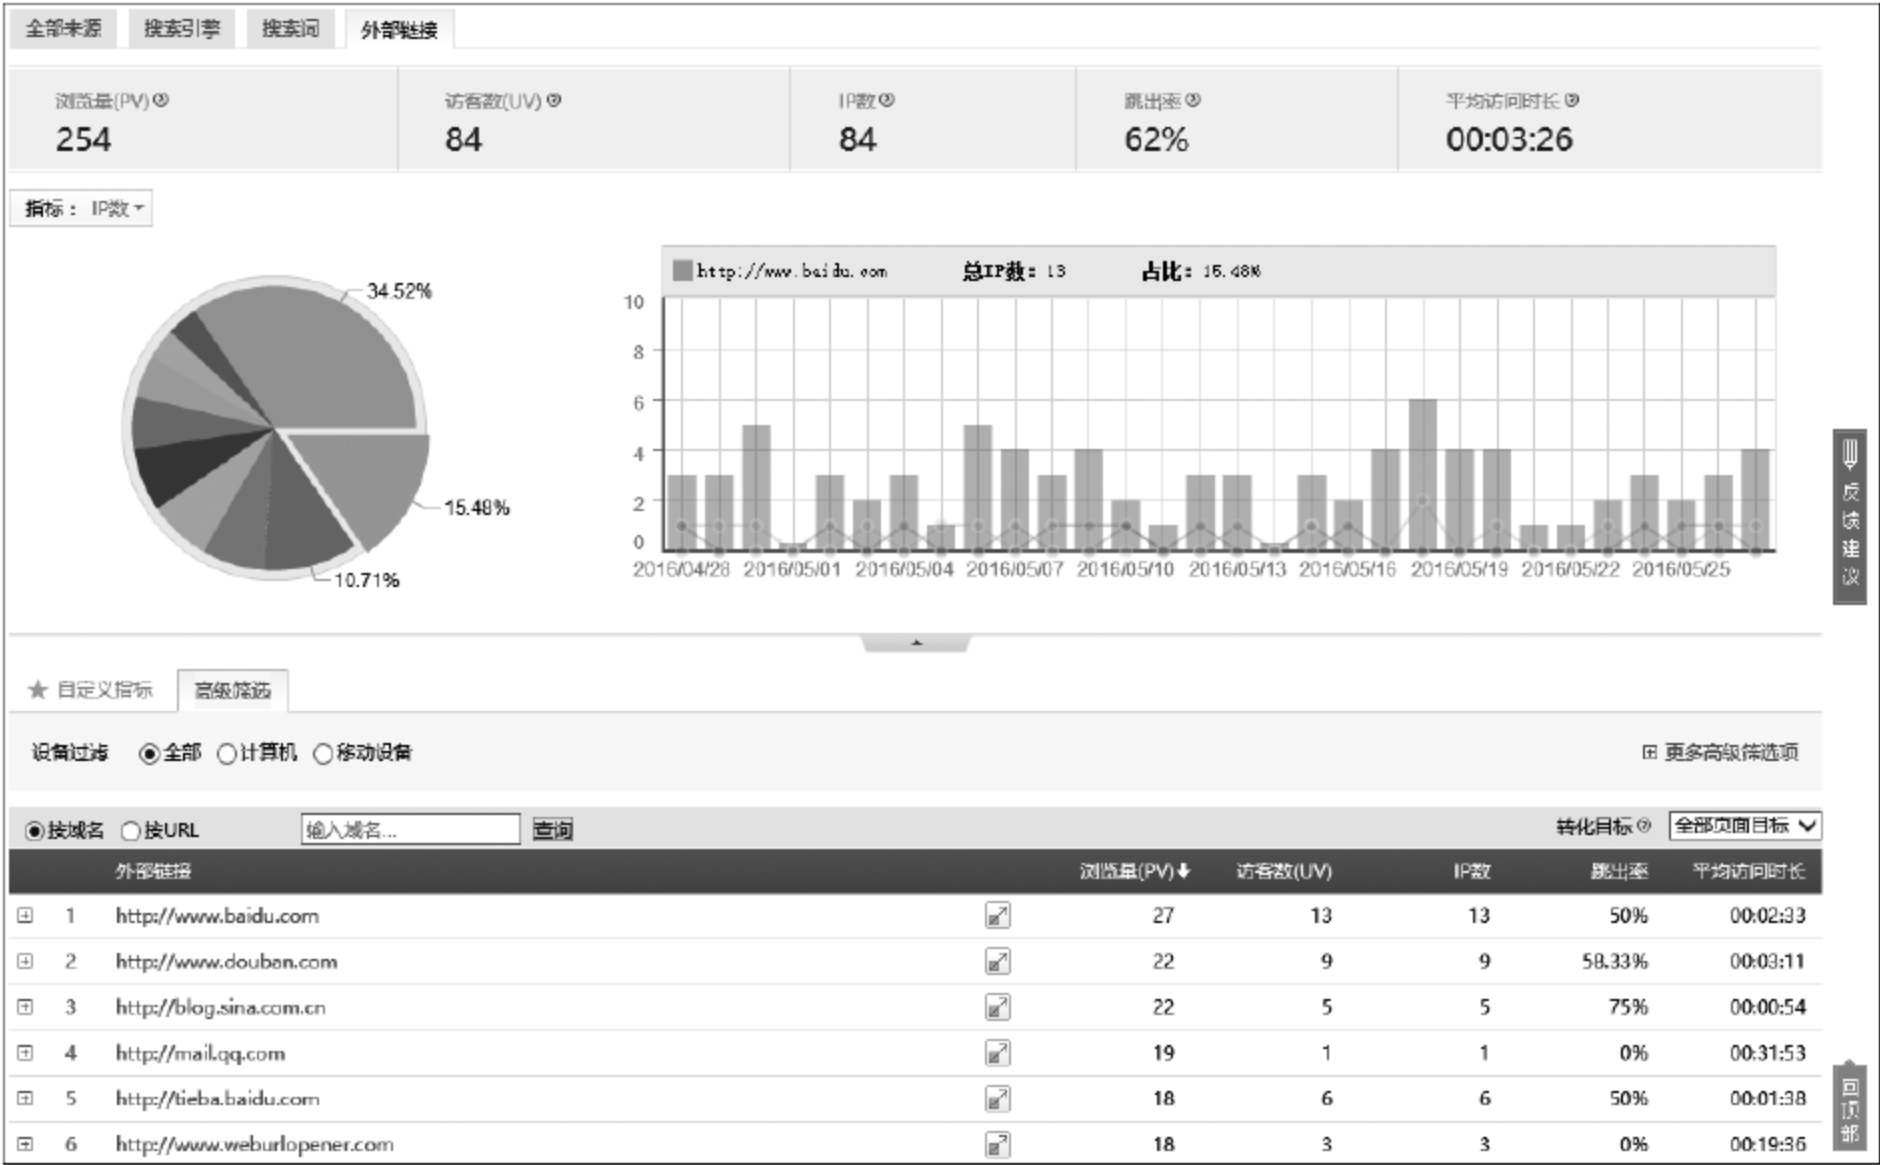 全部来源 搜索引擎 搜索词 外部链接
浏览量(PV) 访客数(UV) IP数 跳出率 平均访问时长
254 84 84 62% 00:03:26
指标： IP数
http://www.baidu.com 总IP数: 13 占比: 15.48%
34.52%
15.48%
10.71%
10
8
6
4
2
0
2016/04/28 2016/05/01 2016/05/04 2016/05/07 2016/05/10 2016/05/13 2016/05/16 2016/05/19 2016/05/22 2016/05/25
反馈建议
自定义指标 高级筛选
设备过滤 全部 计算机 移动设备 更多高级筛选项
按域名 按URL 输入域名... 查询 转化目标 全部页面目标
外部链接 浏览量(PV) 访客数(UV) IP数 跳出率 平均访问时长
1 http://www.baidu.com 27 13 13 50% 00:02:33
2 http://www.douban.com 22 9 9 58.33% 00:03:11
3 http://blog.sina.com.cn 22 5 5 75% 00:00:54
4 http://mail.qq.com 19 1 1 0% 00:31:53
5 http://tieba.baidu.com 18 6 6 50% 00:01:38
6 http://www.weburlopener.com 18 3 3 0% 00:19:36
回顶部